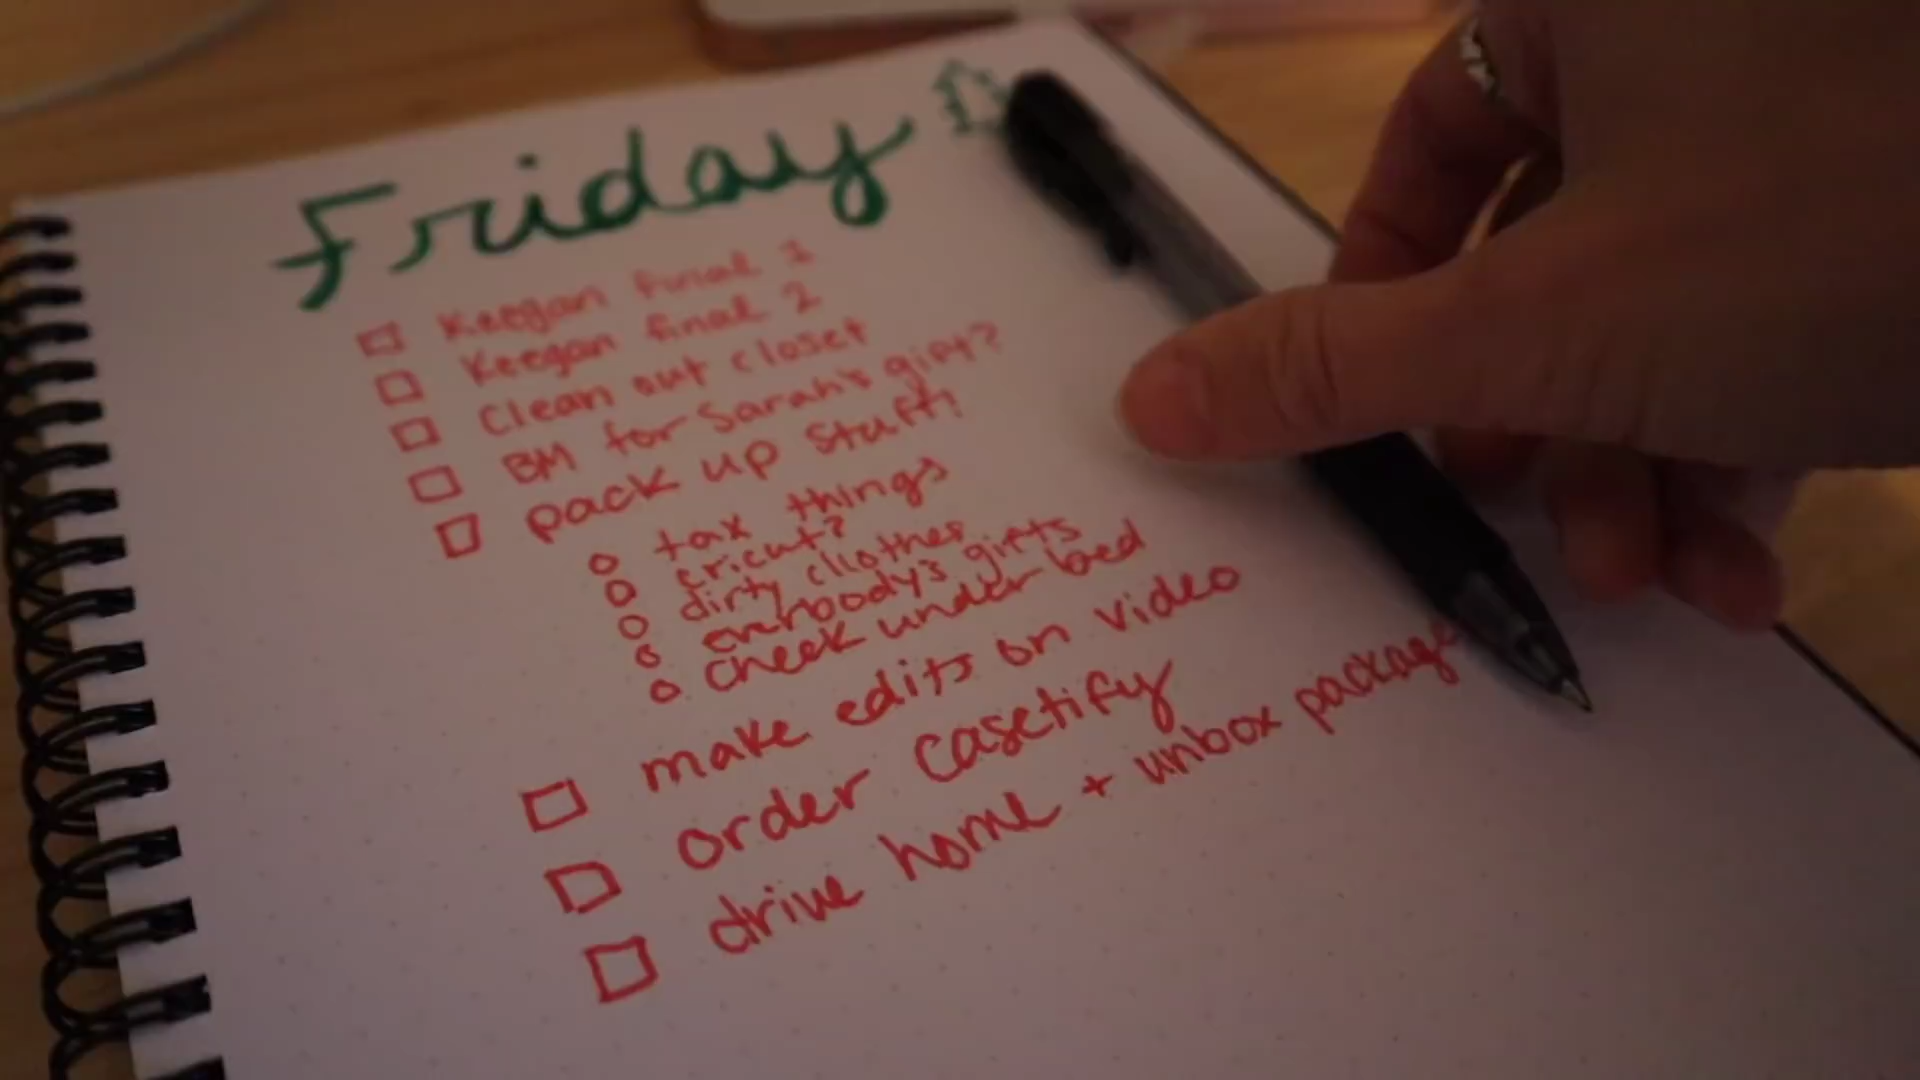 Friday
Keegan final 1
Keegan final 2
Clean out closet
BM for Sarah's gift?
pack up stuff!
tax things
cricut?
dirty cllothes
everybody's gifts
check under bed
make edits on video
order casetify
drive home + unbox package